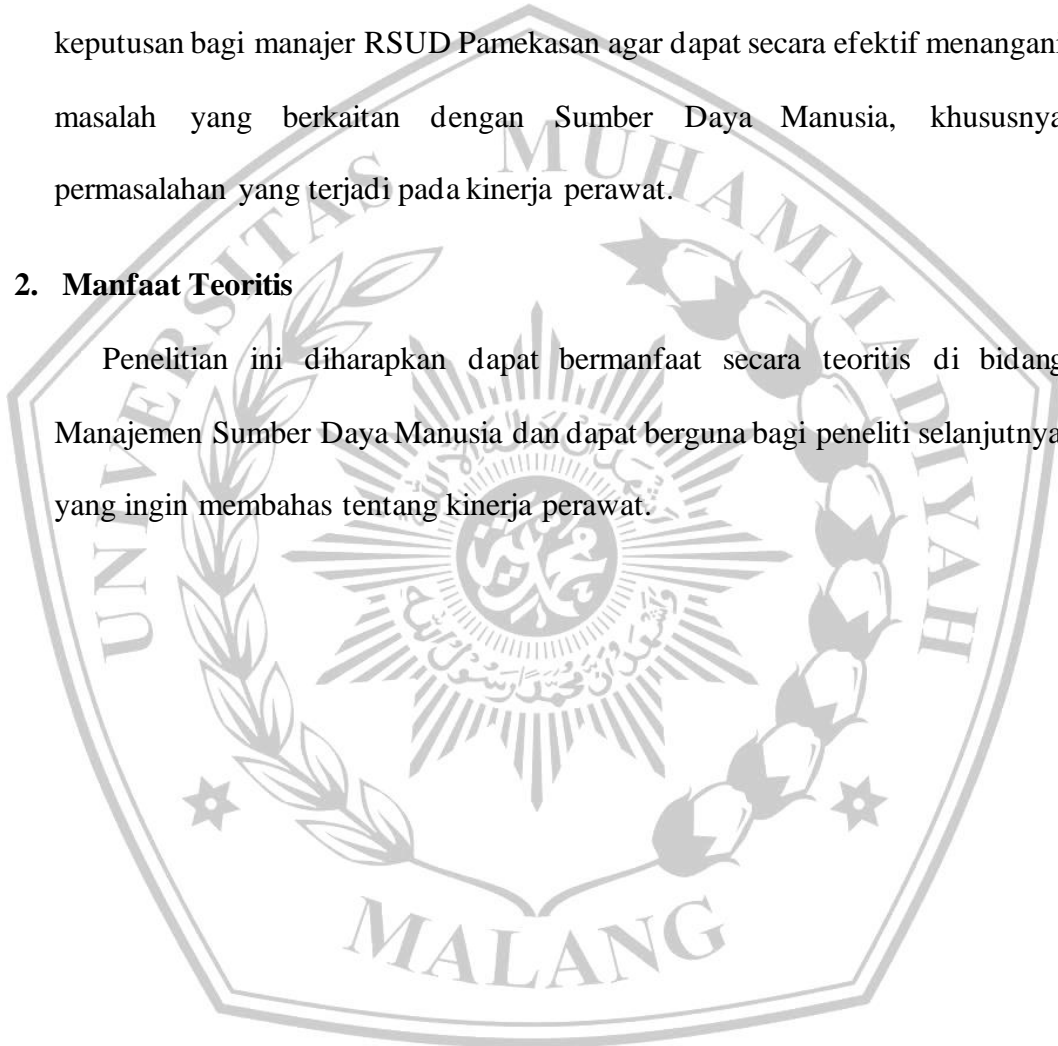 keputusan bagi manajer RSUD Pamekasan agar dapat secara efektif menangani
masalah yang berkaitan dengan Sumber Daya Manusia, khususnya
permasalahan yang terjadi pada kinerja perawat.
2. Manfaat Teoritis
Penelitian ini diharapkan dapat bermanfaat secara teoritis di bidang
Manajemen Sumber Daya Manusia dan dapat berguna bagi peneliti selanjutnya
yang ingin membahas tentang kinerja perawat.
UNIVERSITAS MUHAMMADIYAH
MALANG